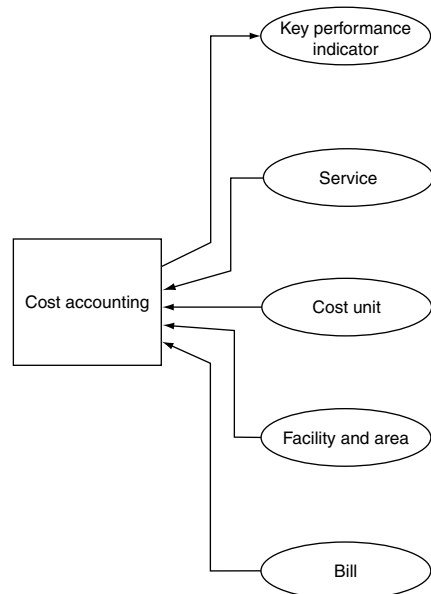 Key performance
indicator
Service
Cost accounting
Cost unit
Facility and area
Bill